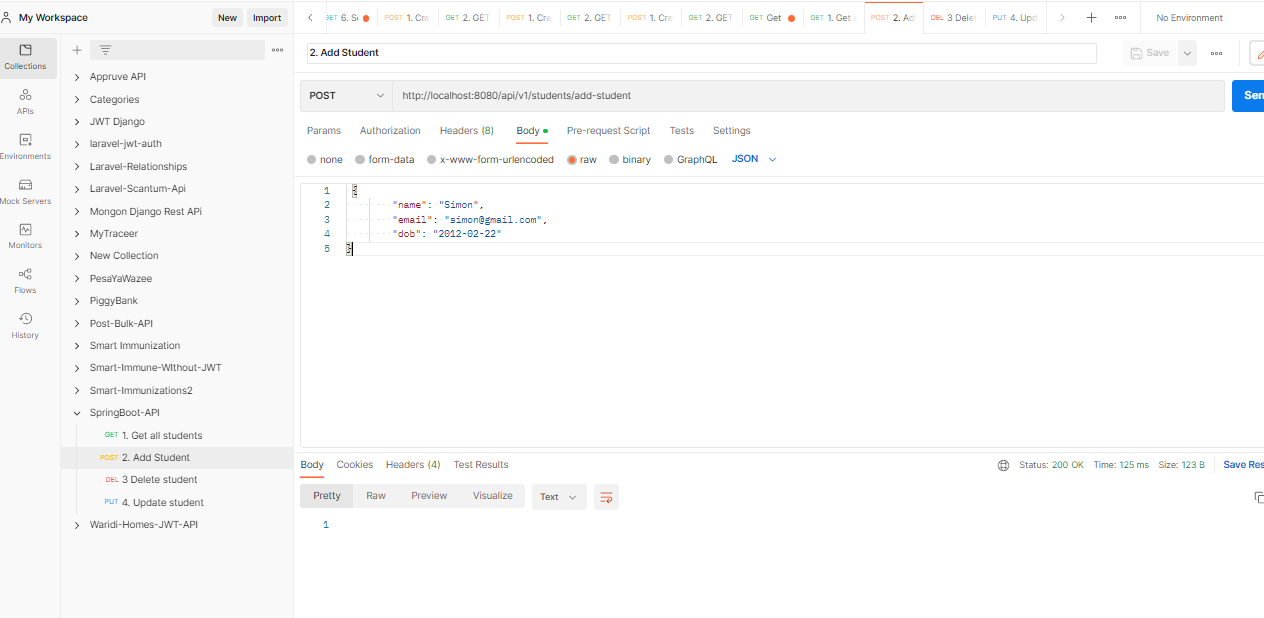 My Workspace
New
Import
GET 6. Se
POST 1. Cre
GET 2. GET
POST 1. Cre
GET 2. GET
POST 1. Cre
GET 2. GET
GET Get
GET 1. Get a
POST 2. Ad
DEL 3 Delet
PUT 4. Upd
No Environment
Collections
APIs
Environments
Mock Servers
Monitors
Flows
History
Appruve API
Categories
JWT Django
laravel-jwt-auth
Laravel-Relationships
Laravel-Scantum-Api
Mongon Django Rest APi
MyTraceer
New Collection
PesaYaWazee
PiggyBank
Post-Bulk-API
Smart Immunization
Smart-Immune-WIthout-JWT
Smart-Immunizations2
SpringBoot-API
GET 1. Get all students
POST 2. Add Student
DEL 3 Delete student
PUT 4. Update student
Waridi-Homes-JWT-API
2. Add Student
Save
POST
http://localhost:8080/api/v1/students/add-student
Sen
Params Authorization Headers (8) Body Pre-request Script Tests Settings
none form-data x-www-form-urlencoded raw binary GraphQL JSON
1 {
2 "name": "Simon",
3 "email": "simon@gmail.com",
4 "dob": "2012-02-22"
5 }
Body Cookies Headers (4) Test Results
Status: 200 OK Time: 125 ms Size: 123 B Save Res
Pretty Raw Preview Visualize Text
1